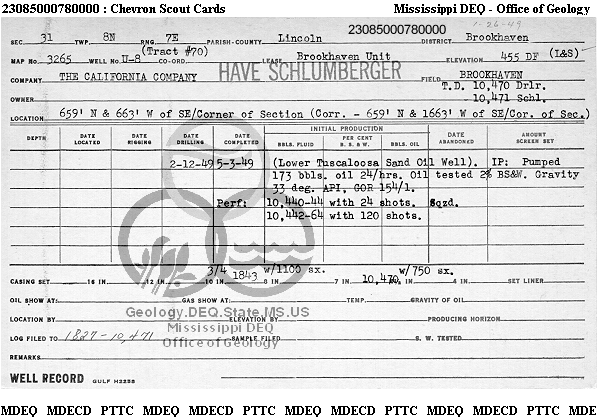 23085000780000 : Chevron Scout Cards Mississippi DEQ - Office of Geology
1-26-49
23085000780000
SEC. 31 TWP. 8N RNG. 7E PARISH-COUNTY Lincoln DISTRICT Brookhaven
(Tract #70)
MAP NO. 3265 WELL NO. U-8 CO-ORD. LEASE Brookhaven Unit ELEVATION 455 DF (L&S)
COMPANY THE CALIFORNIA COMPANY HAVE SCHLUMBERGER FIELD BROOKHAVEN
T.D. 10,470 Drlr.
OWNER 10,471 Schl.
LOCATION 659' N & 663' W of SE/Corner of Section (Corr. - 659' N & 1663' W of SE/Cor. of Sec.)
INITIAL PRODUCTION
DEPTH DATE LOCATED DATE RIGGING DATE DRILLING DATE COMPLETED BBLS. FLUID PER CENT B. S. & W. BBLS. OIL DATE ABANDONED AMOUNT SCREEN SET
2-12-49 5-3-49 (Lower Tuscaloosa Sand Oil Well). IP: Pumped
173 bbls. oil 24/hrs. Oil tested 2% BS&W. Gravity
33 deg. API, GOR 154/1.
Perf: 10,440-44 with 24 shots. Sqzd.
10,442-64 with 120 shots.
3/4 1843 w/1100 sx. 10,470 w/750 sx.
CASING SET 16 IN. 12 IN. 10 IN. 8 IN. 7 IN. 4 IN. SET LINER
OIL SHOW AT: GAS SHOW AT: TEMP. GRAVITY OF OIL
Geology.DEQ.State.MS.US
LOCATION BY ELEVATION BY PRODUCING HORIZON
Mississippi DEQ
LOG FILED TO 1827-10,471 SAMPLE FILED S. W. TESTED
Office of Geology
REMARKS
WELL RECORD GULF H2256
MDEQ MDECD PTTC MDEQ MDECD PTTC MDEQ MDECD PTTC MDEQ MDECD PTTC MDEQ